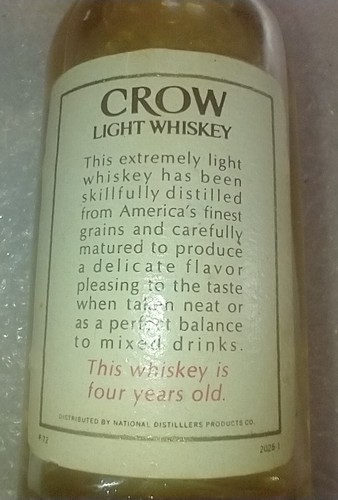 CROW
LIGHT WHISKEY
This extremely light
whiskey has been
skillfully distilled
from America's finest
grains and carefully
matured to produce
a delicate flavor
pleasing to the taste
when taken neat or
as a perfect balance
to mixed drinks.
This whiskey is
four years old.
DISTRIBUTED BY NATIONAL DISTILLLERS PRODUCTS CO.